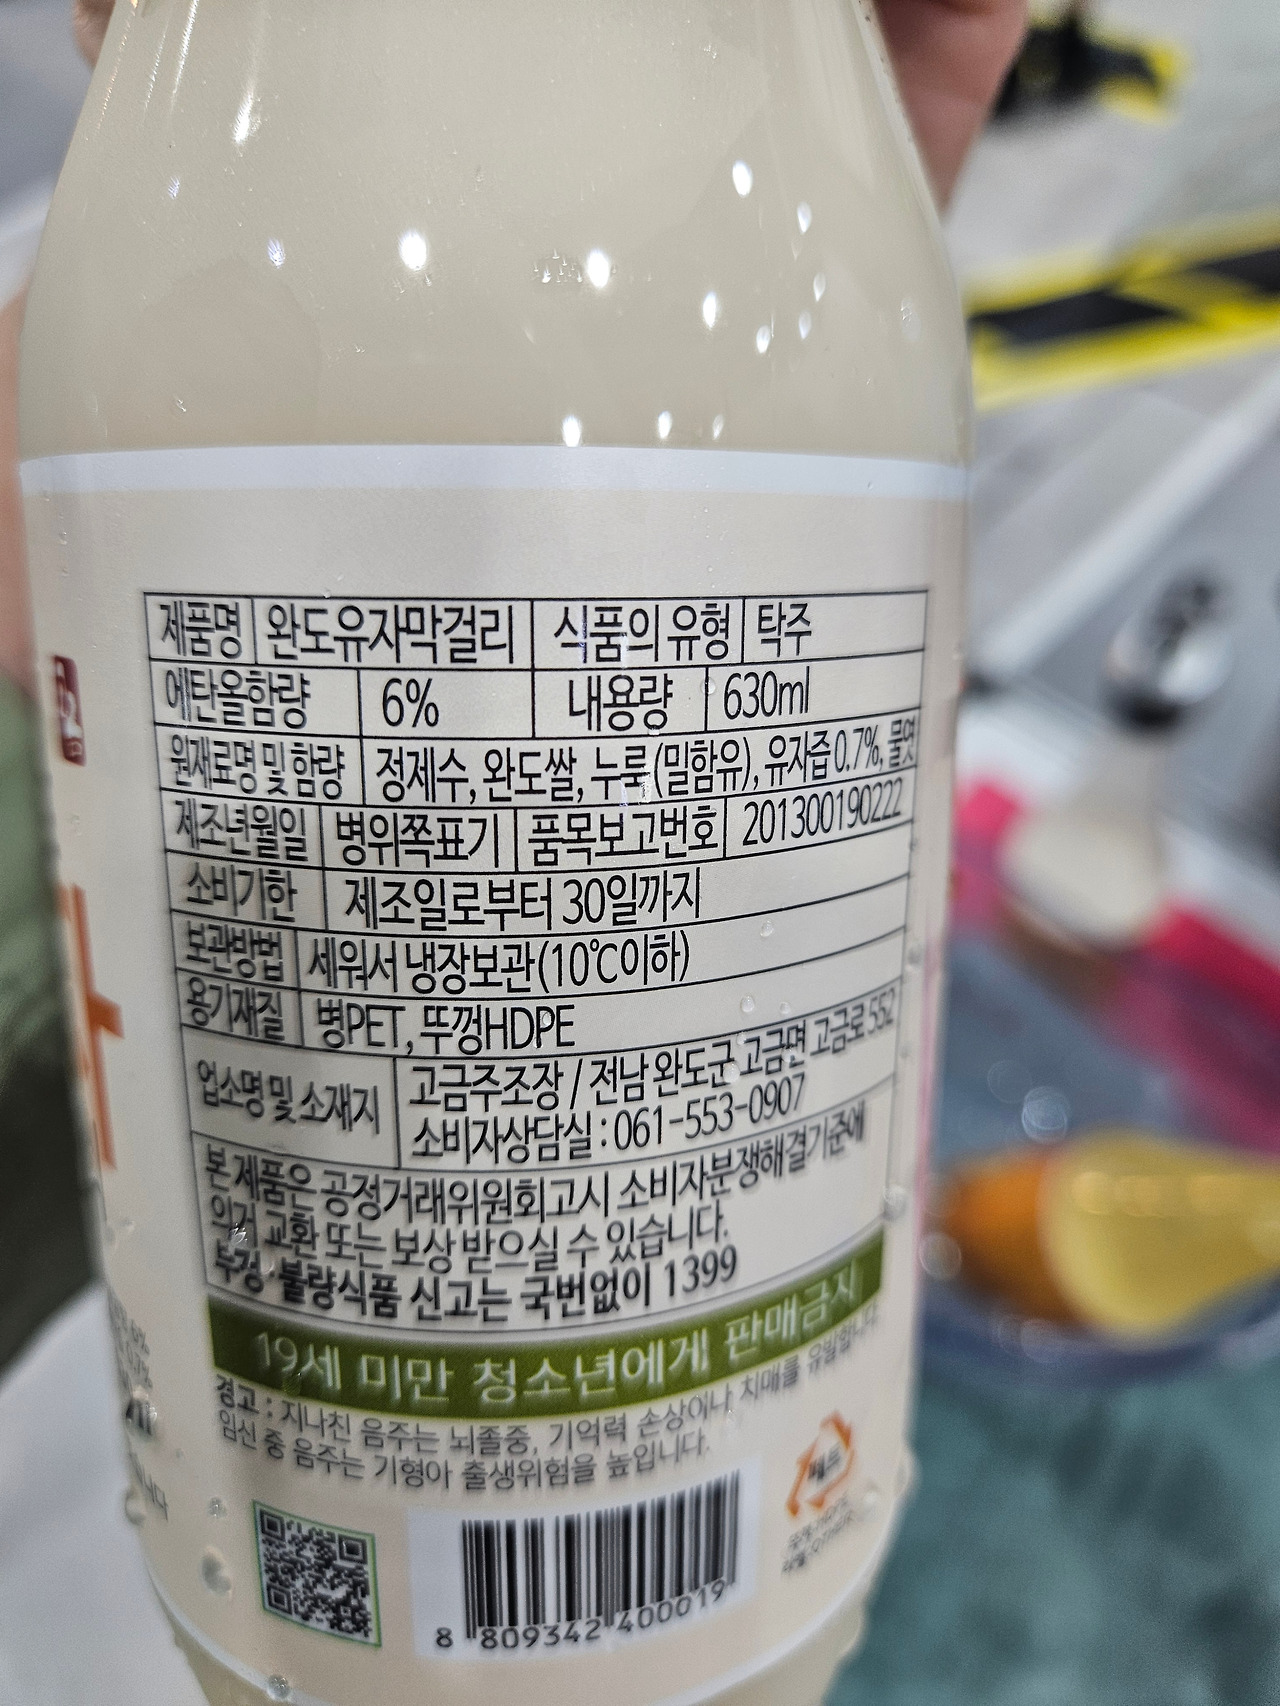 제품명 완도유자막걸리 식품의 유형 탁주
에탄올함량 6% 내용량 630ml
원재료명 및 함량 정제수, 완도쌀, 누룩(밀함유), 유자즙 0.7%, 물엿
제조년월일 병위쪽표기 품목보고번호 201300190222
소비기한 제조일로부터 30일까지
보관방법 세워서 냉장보관(10℃이하)
용기재질 병PET, 뚜껑HDPE
업소명 및 소재지 고금주조장 / 전남 완도군 고금면 고금로 552
소비자상담실 : 061-553-0907
본 제품은 공정거래위원회고시 소비자분쟁해결기준에
의거 교환 또는 보상 받으실 수 있습니다.
부정·불량식품 신고는 국번없이 1399
19세 미만 청소년에게 판매금지
경고 : 지나친 음주는 뇌졸중, 기억력 손상이나 치매를 유발합니다.
임신 중 음주는 기형아 출생위험을 높입니다.
8 809342 400019